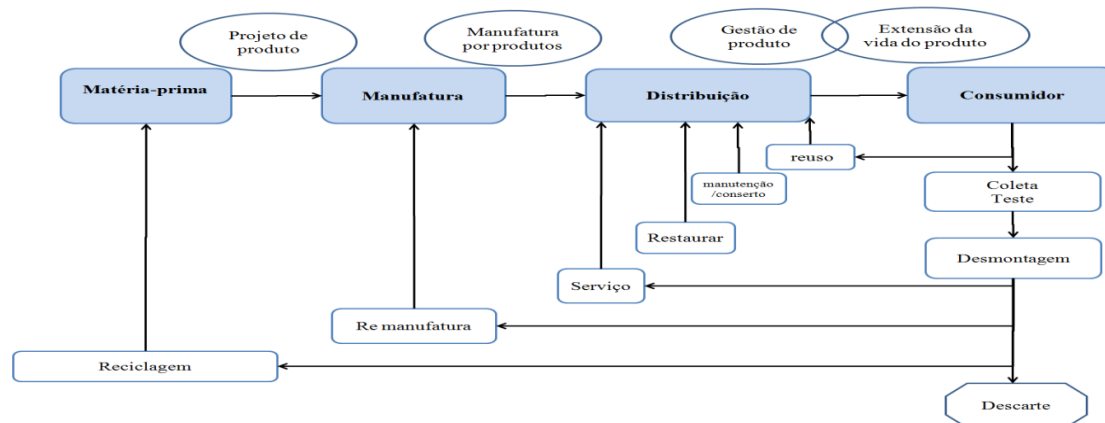 Projeto de
produto
Manufatura
por produtos
Gestão de
produto
Extensão da
vida do produto
Matéria-prima
Manufatura
Distribuição
Consumidor
reuso
manutenção
/conserto
Coleta
Teste
Restaurar
Desmontagem
Serviço
Re manufatura
Reciclagem
Descarte